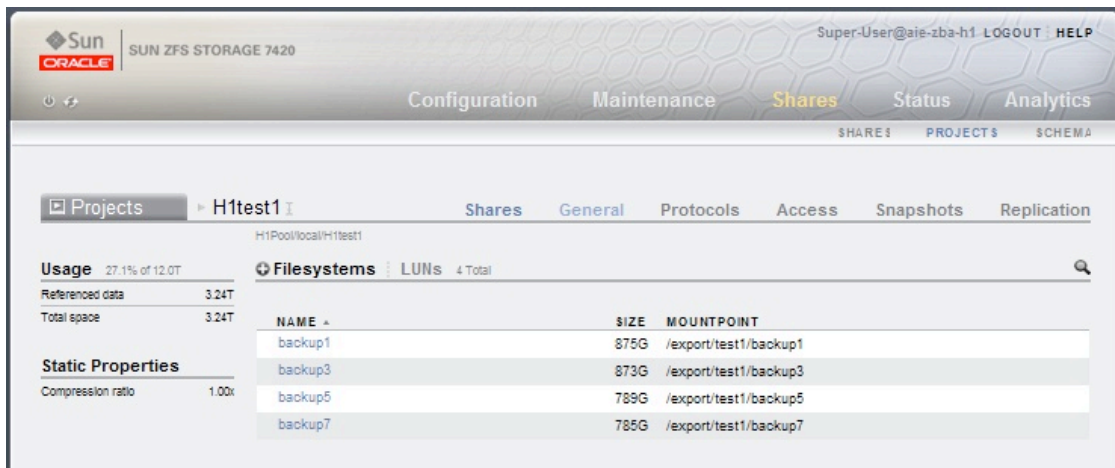 Sun ORACLE SUN ZFS STORAGE 7420
Super-User@aie-zba-h1 LOGOUT HELP
Configuration Maintenance Shares Status Analytics
SHARES PROJECTS SCHEMA
Projects H1test1 Shares General Protocols Access Snapshots Replication
H1Pool/local/H1test1
Usage 27.1% of 12.0T
Filesystems LUNs 4 Total
Referenced data 3.24T
Total space 3.24T
NAME SIZE MOUNTPOINT
backup1 875G /export/test1/backup1
Static Properties
backup3 873G /export/test1/backup3
Compression ratio 1.00x
backup5 789G /export/test1/backup5
backup7 785G /export/test1/backup7